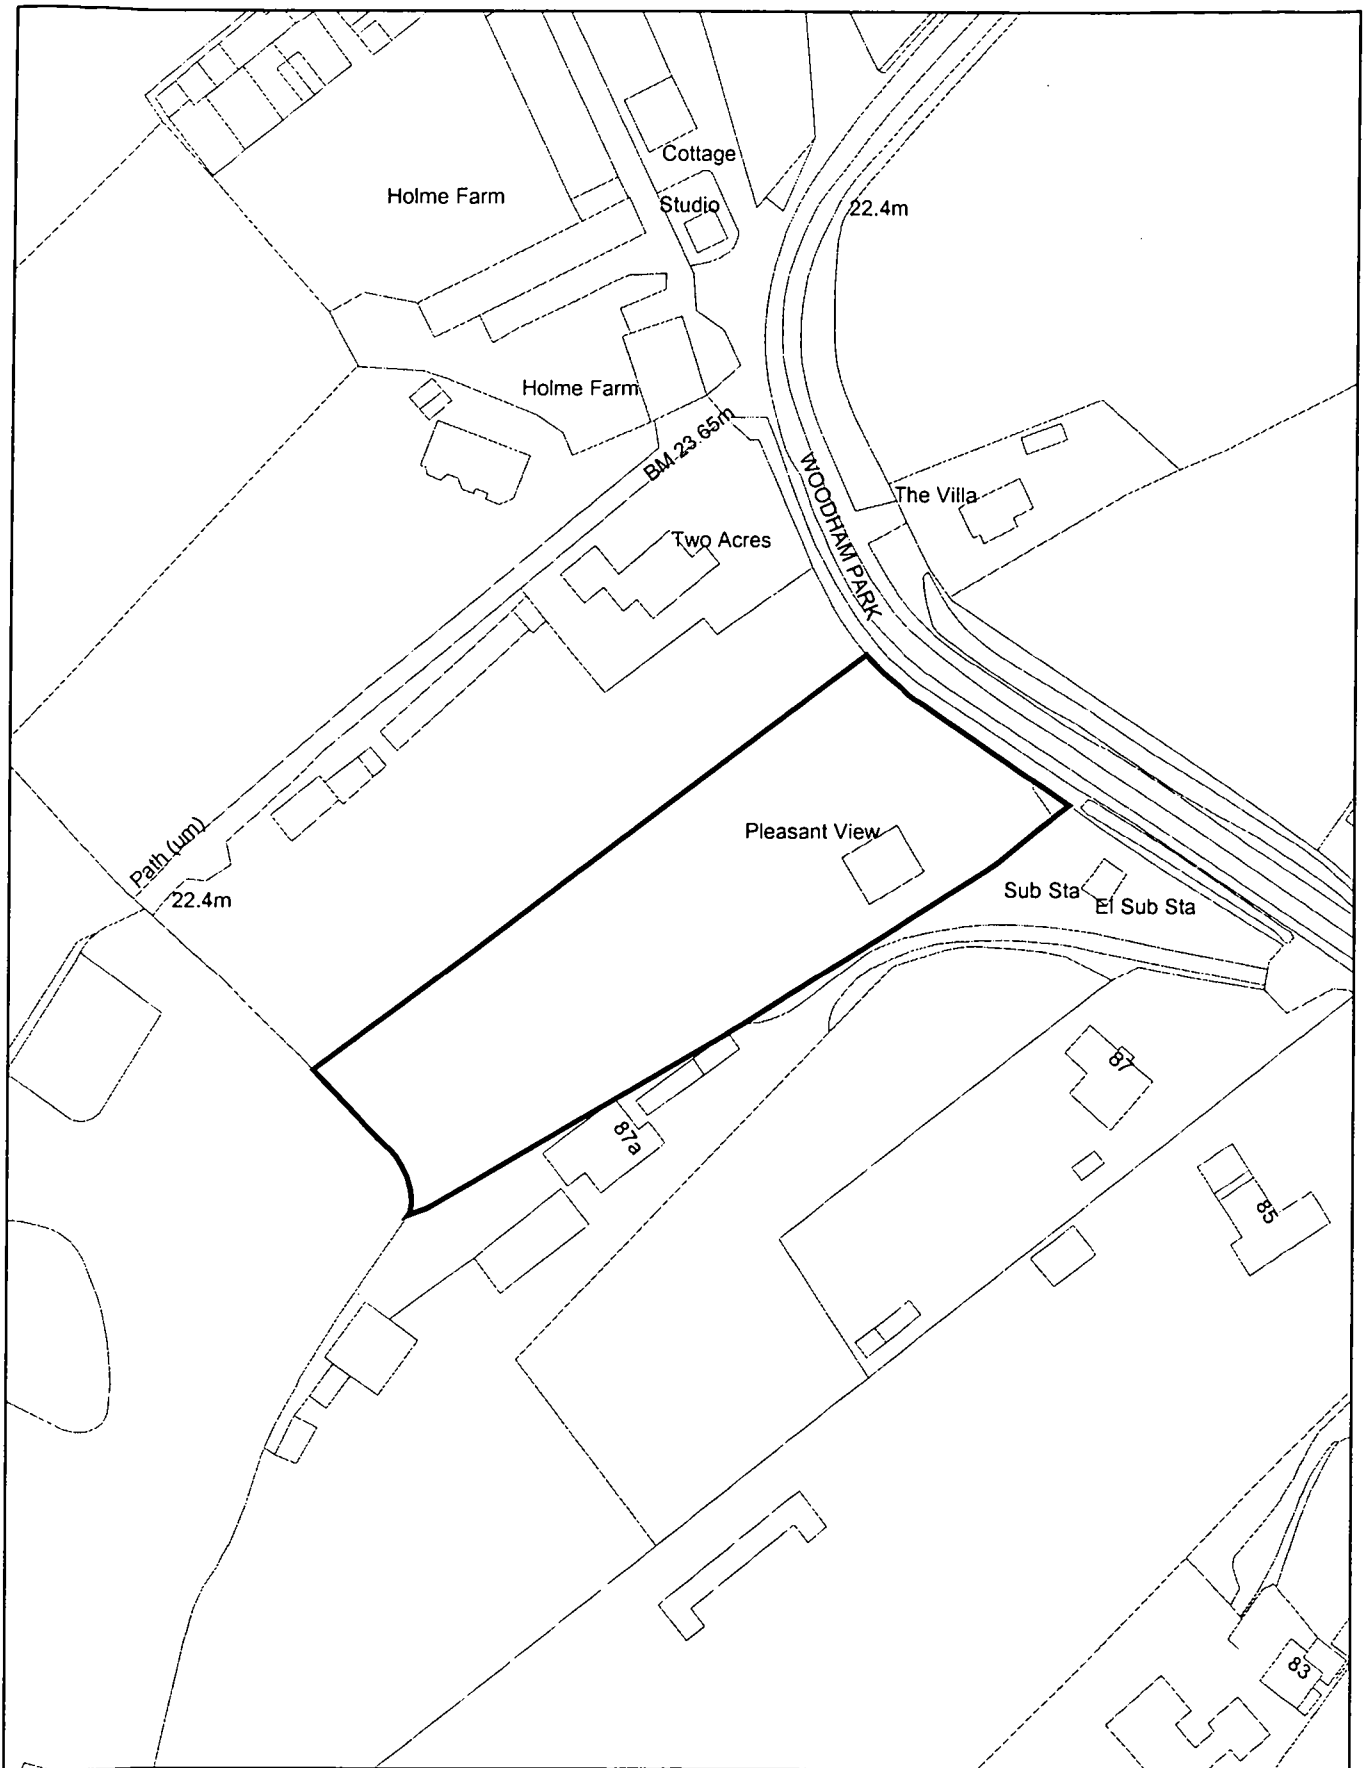 Cottage
Holme Farm
Studio
22.4m
Holme Farm
BM 23.65m
WOODHAM PARK
The Villa
Two Acres
Pleasant View
Path (um)
22.4m
Sub Sta
El Sub Sta
87
87a
85
83